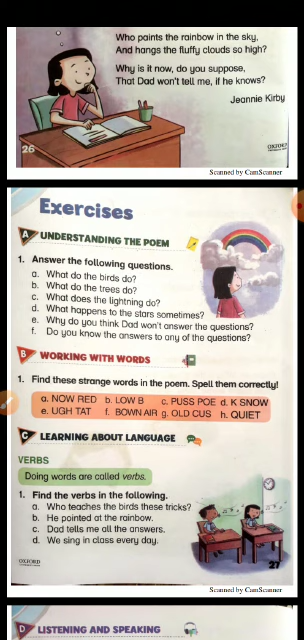 Who paints the rainbow in the sky,
And hangs the fluffy clouds so high?
Why is it now, do you suppose,
That Dad won't tell me, if he knows?
Jeannie Kirby
26
OXFORD
Scanned by CamScanner
Exercises
A UNDERSTANDING THE POEM
1. Answer the following questions.
a. What do the birds do?
b. What do the trees do?
c. What does the lightning do?
d. What happens to the stars sometimes?
e. Why do you think Dad won't answer the questions?
f. Do you know the answers to any of the questions?
B WORKING WITH WORDS
1. Find these strange words in the poem. Spell them correctly!
a. NOW RED b. LOW B c. PUSS POE d. K SNOW
e. UGH TAT f. BOWN AIR g. OLD CUS h. QUIET
C LEARNING ABOUT LANGUAGE
VERBS
Doing words are called verbs.
1. Find the verbs in the following.
a. Who teaches the birds these tricks?
b. He pointed at the rainbow.
c. Dad tells me all the answers.
d. We sing in class every day.
OXFORD
27
Scanned by CamScanner
D LISTENING AND SPEAKING